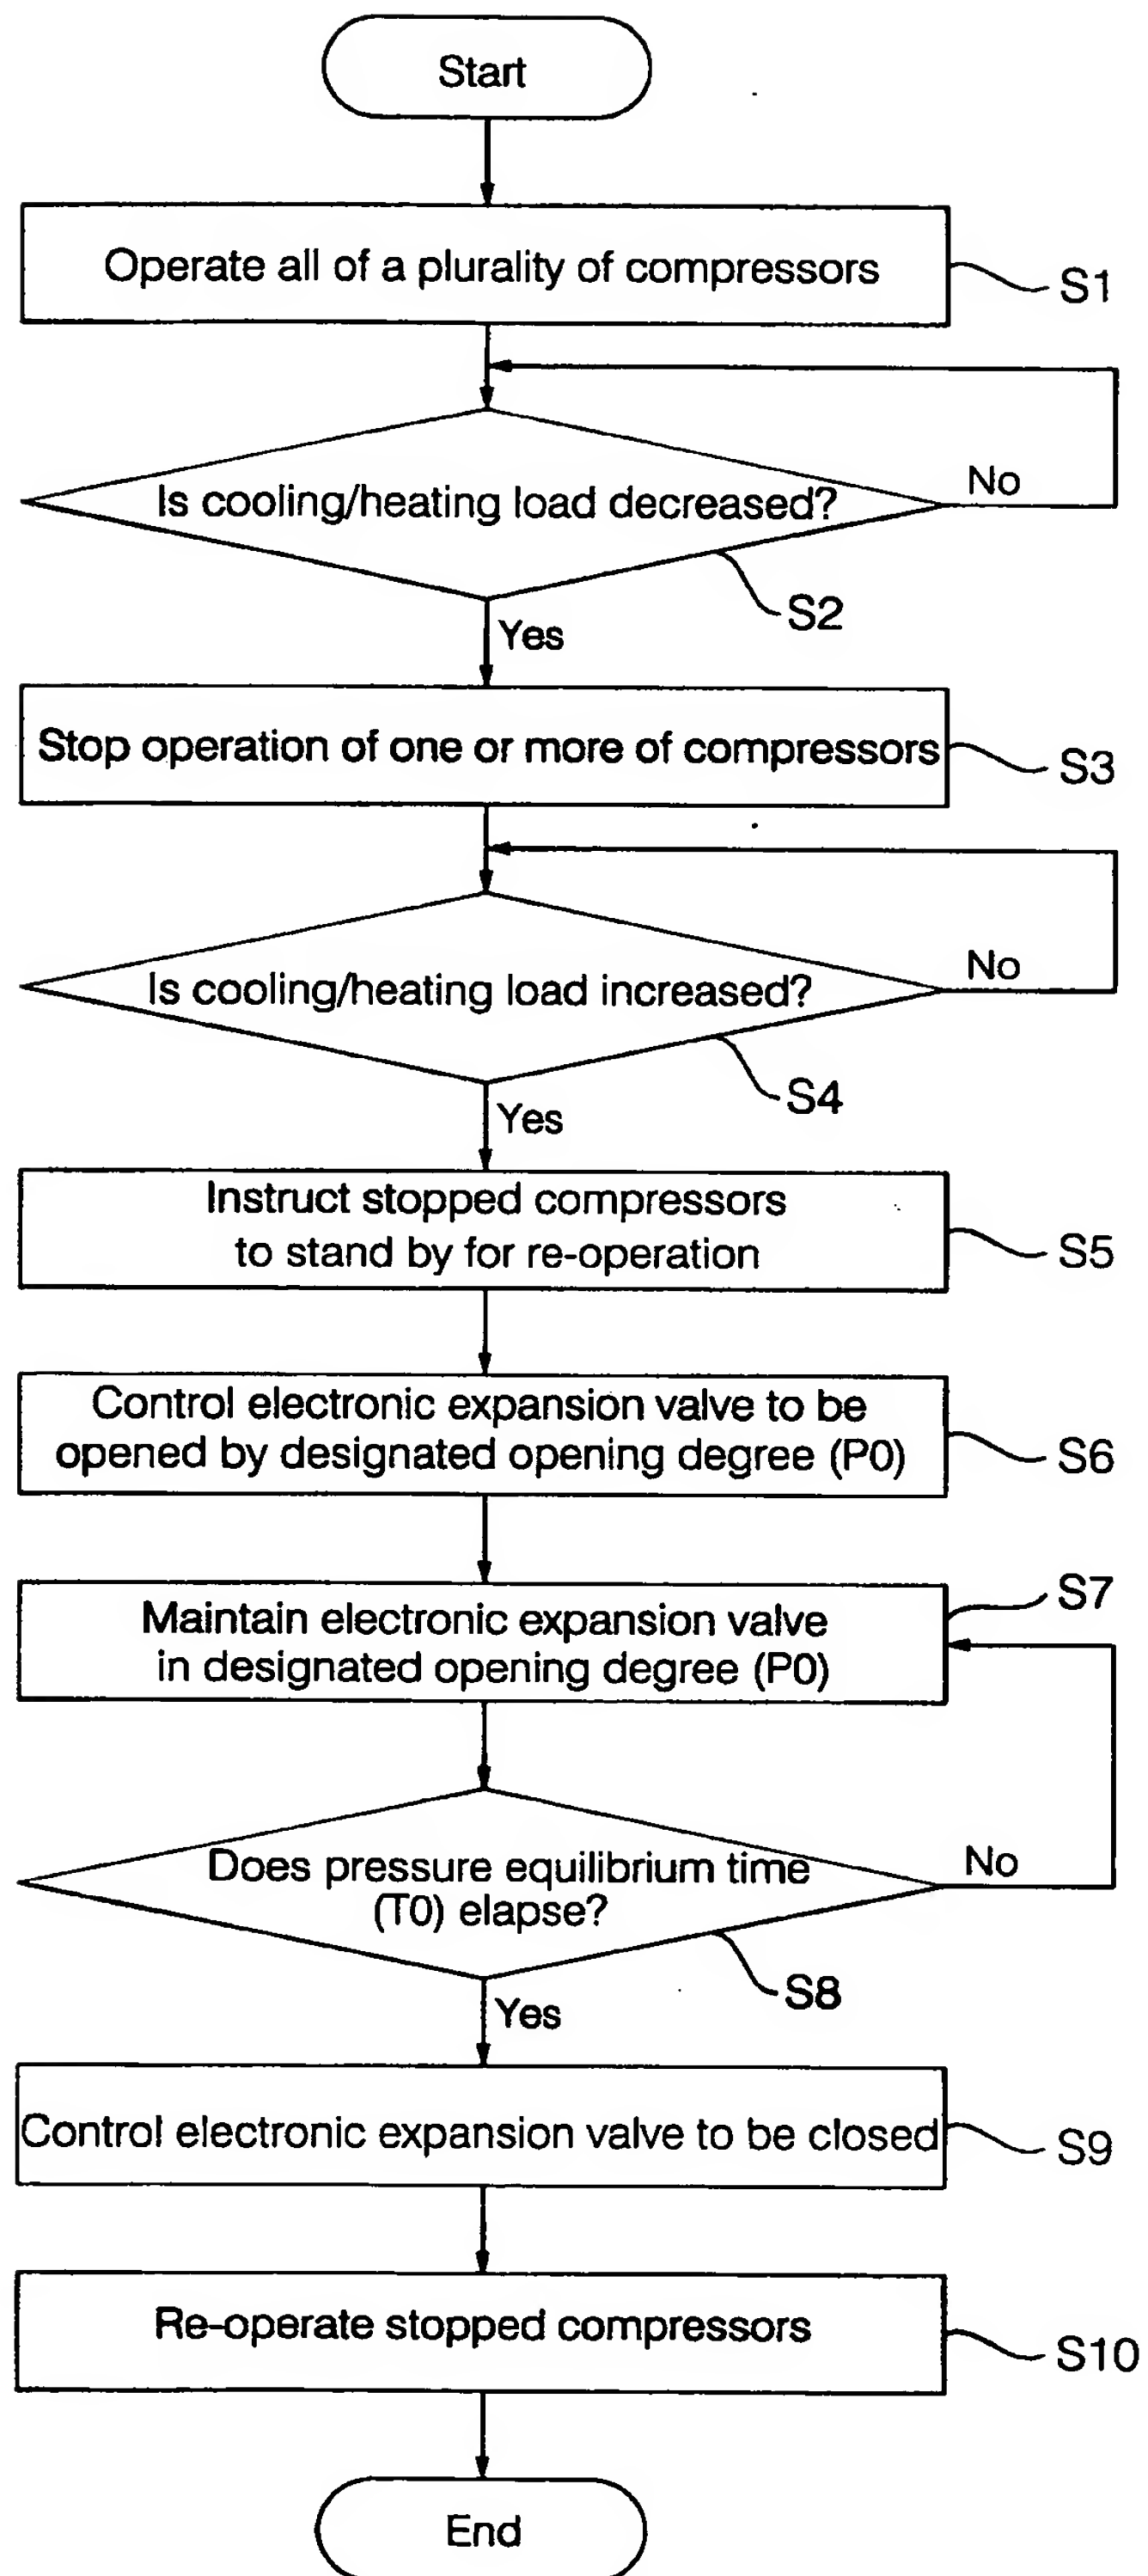 Start
Operate all of a plurality of compressors
S1
Is cooling/heating load decreased?
No
S2
Yes
Stop operation of one or more of compressors
S3
Is cooling/heating load increased?
No
S4
Yes
Instruct stopped compressors
to stand by for re-operation
S5
Control electronic expansion valve to be
opened by designated opening degree (P0)
S6
Maintain electronic expansion valve
in designated opening degree (P0)
S7
Does pressure equilibrium time
(T0) elapse?
No
S8
Yes
Control electronic expansion valve to be closed
S9
Re-operate stopped compressors
S10
End